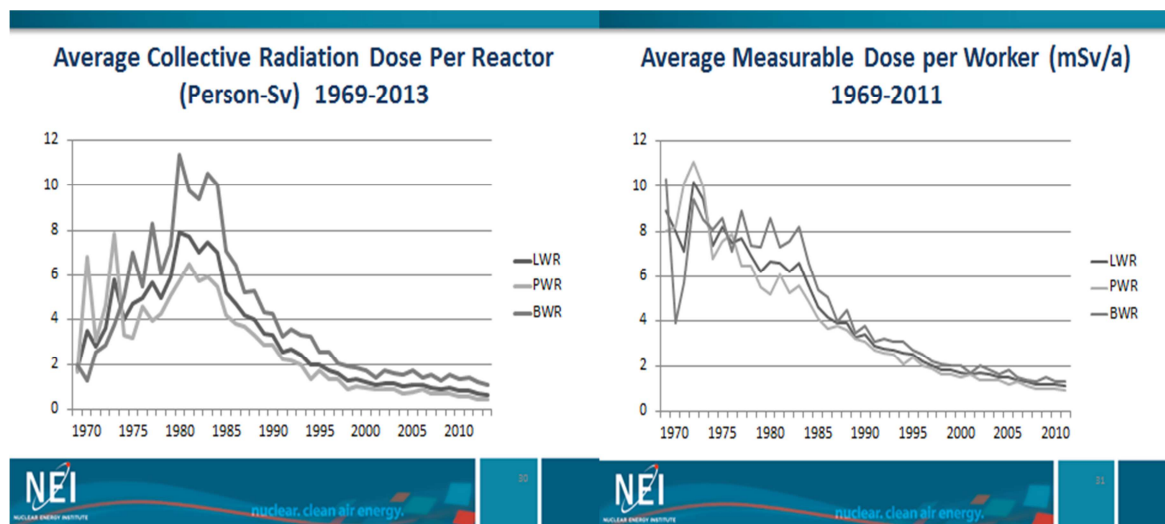 Average Collective Radiation Dose Per Reactor
(Person-Sv) 1969-2013
12
10
8
6
4
2
0
1970 1975 1980 1985 1990 1995 2000 2005 2010
LWR
PWR
BWR
NEI
NUCLEAR ENERGY INSTITUTE
nuclear. clean air energy.
30
Average Measurable Dose per Worker (mSv/a)
1969-2011
12
10
8
6
4
2
0
1970 1975 1980 1985 1990 1995 2000 2005 2010
LWR
PWR
BWR
NEI
NUCLEAR ENERGY INSTITUTE
nuclear. clean air energy.
31